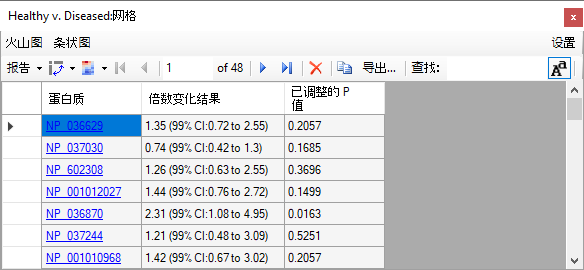 Healthy v. Diseased:网格
火山图 条状图 设置
报告 1 of 48 导出... 查找: Aa
蛋白质 倍数变化结果 已调整的 P 值
NP_036629 1.35 (99% CI:0.72 to 2.55) 0.2057
NP_037030 0.74 (99% CI:0.42 to 1.3) 0.1685
NP_602308 1.26 (99% CI:0.63 to 2.55) 0.3696
NP_001012027 1.44 (99% CI:0.76 to 2.72) 0.1499
NP_036870 2.31 (99% CI:1.08 to 4.95) 0.0163
NP_037244 1.21 (99% CI:0.48 to 3.09) 0.5251
NP_001010968 1.42 (99% CI:0.67 to 3.02) 0.2057